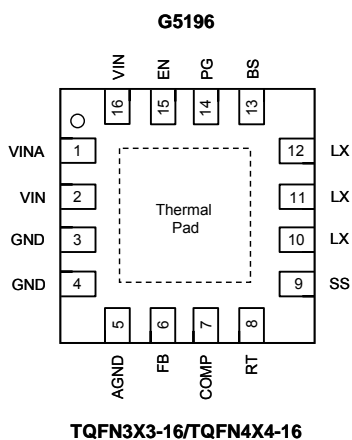 G5196
VIN
EN
PG
BS
16
15
14
13
VINA 1
12 LX
VIN 2
11 LX
GND 3
10 LX
GND 4
9 SS
Thermal
Pad
5
6
7
8
AGND
FB
COMP
RT
TQFN3X3-16/TQFN4X4-16